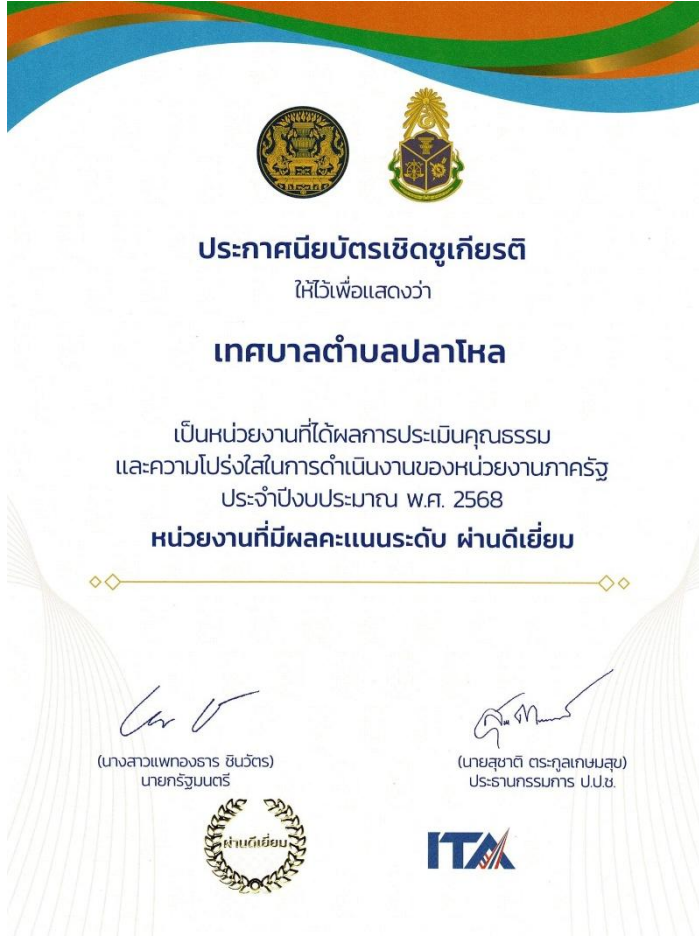 ประกาศนียบัตรเชิดชูเกียรติ
ให้ไว้เพื่อแสดงว่า
เทศบาลตำบลปลาโหล
เป็นหน่วยงานที่ได้ผลการประเมินคุณธรรม
และความโปร่งใสในการดำเนินงานของหน่วยงานภาครัฐ
ประจำปีงบประมาณ พ.ศ. 2568
หน่วยงานที่มีผลคะแนนระดับ ผ่านดีเยี่ยม
(นางสาวแพทองธาร ชินวัตร)
นายกรัฐมนตรี
(นายสุชาติ ตระกูลเกษมสุข)
ประธานกรรมการ ป.ป.ช.
ผ่านดีเยี่ยม
ITA